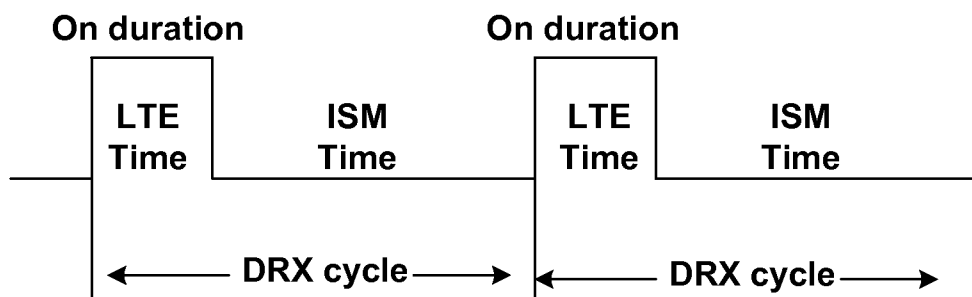 On duration On duration
LTE ISM LTE ISM
Time Time Time Time
DRX cycle DRX cycle